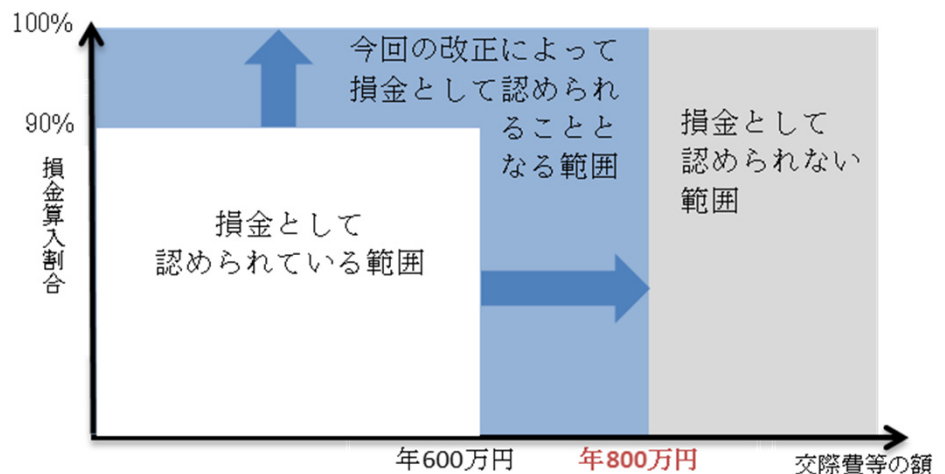 100%
今回の改正によって
損金として認められ
ることと
なる範囲
90%
損金として
認められない
範囲
損金算入割合
損金として
認められている範囲
年600万円
年800万円
交際費等の額